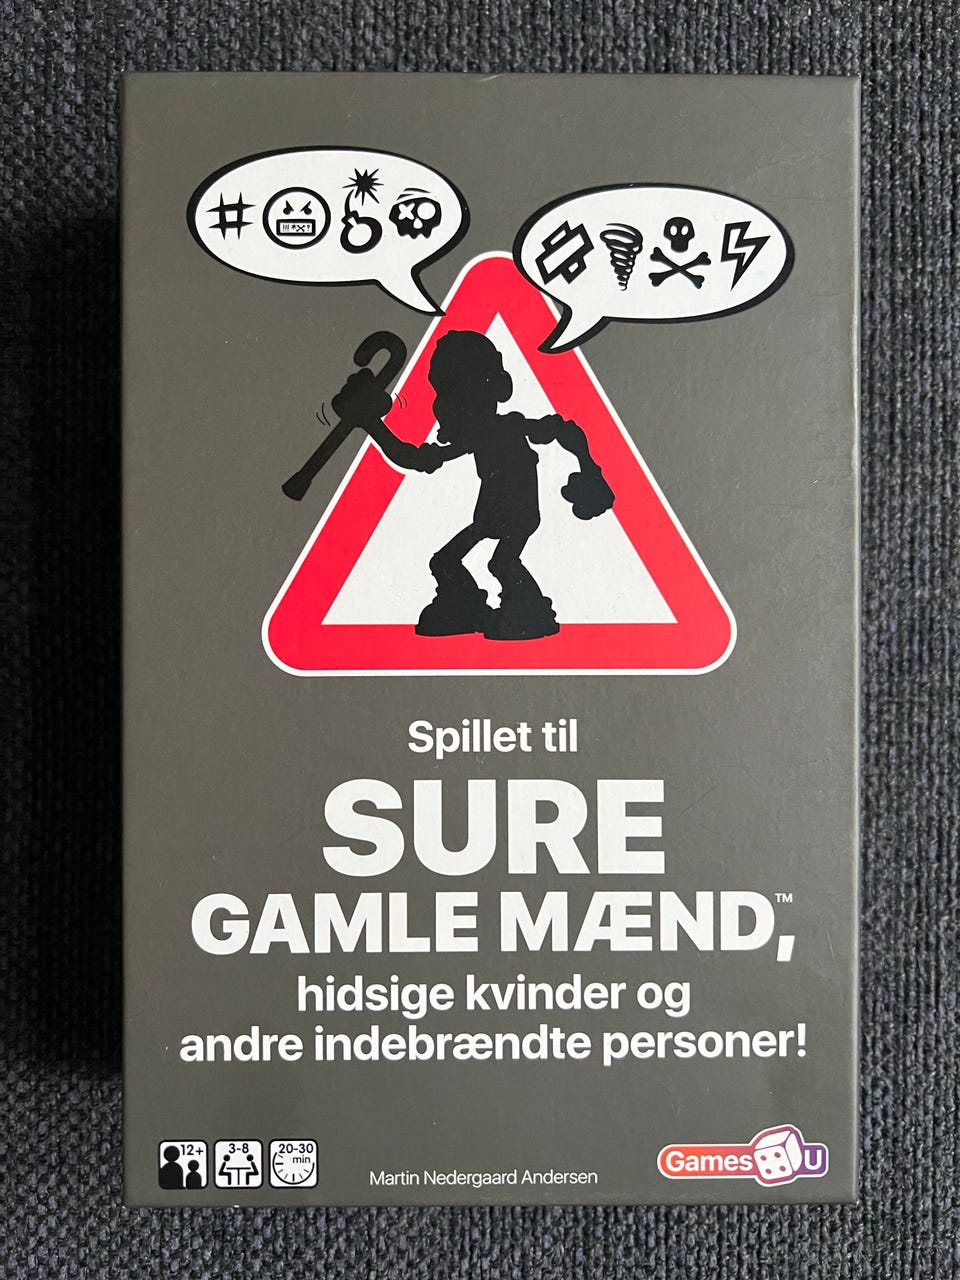 Spillet til
SURE
GAMLE MÆND,™
hidsige kvinder og
andre indebrændte personer!
12+
3-8
20-30
min
Martin Nedergaard Andersen
Games U